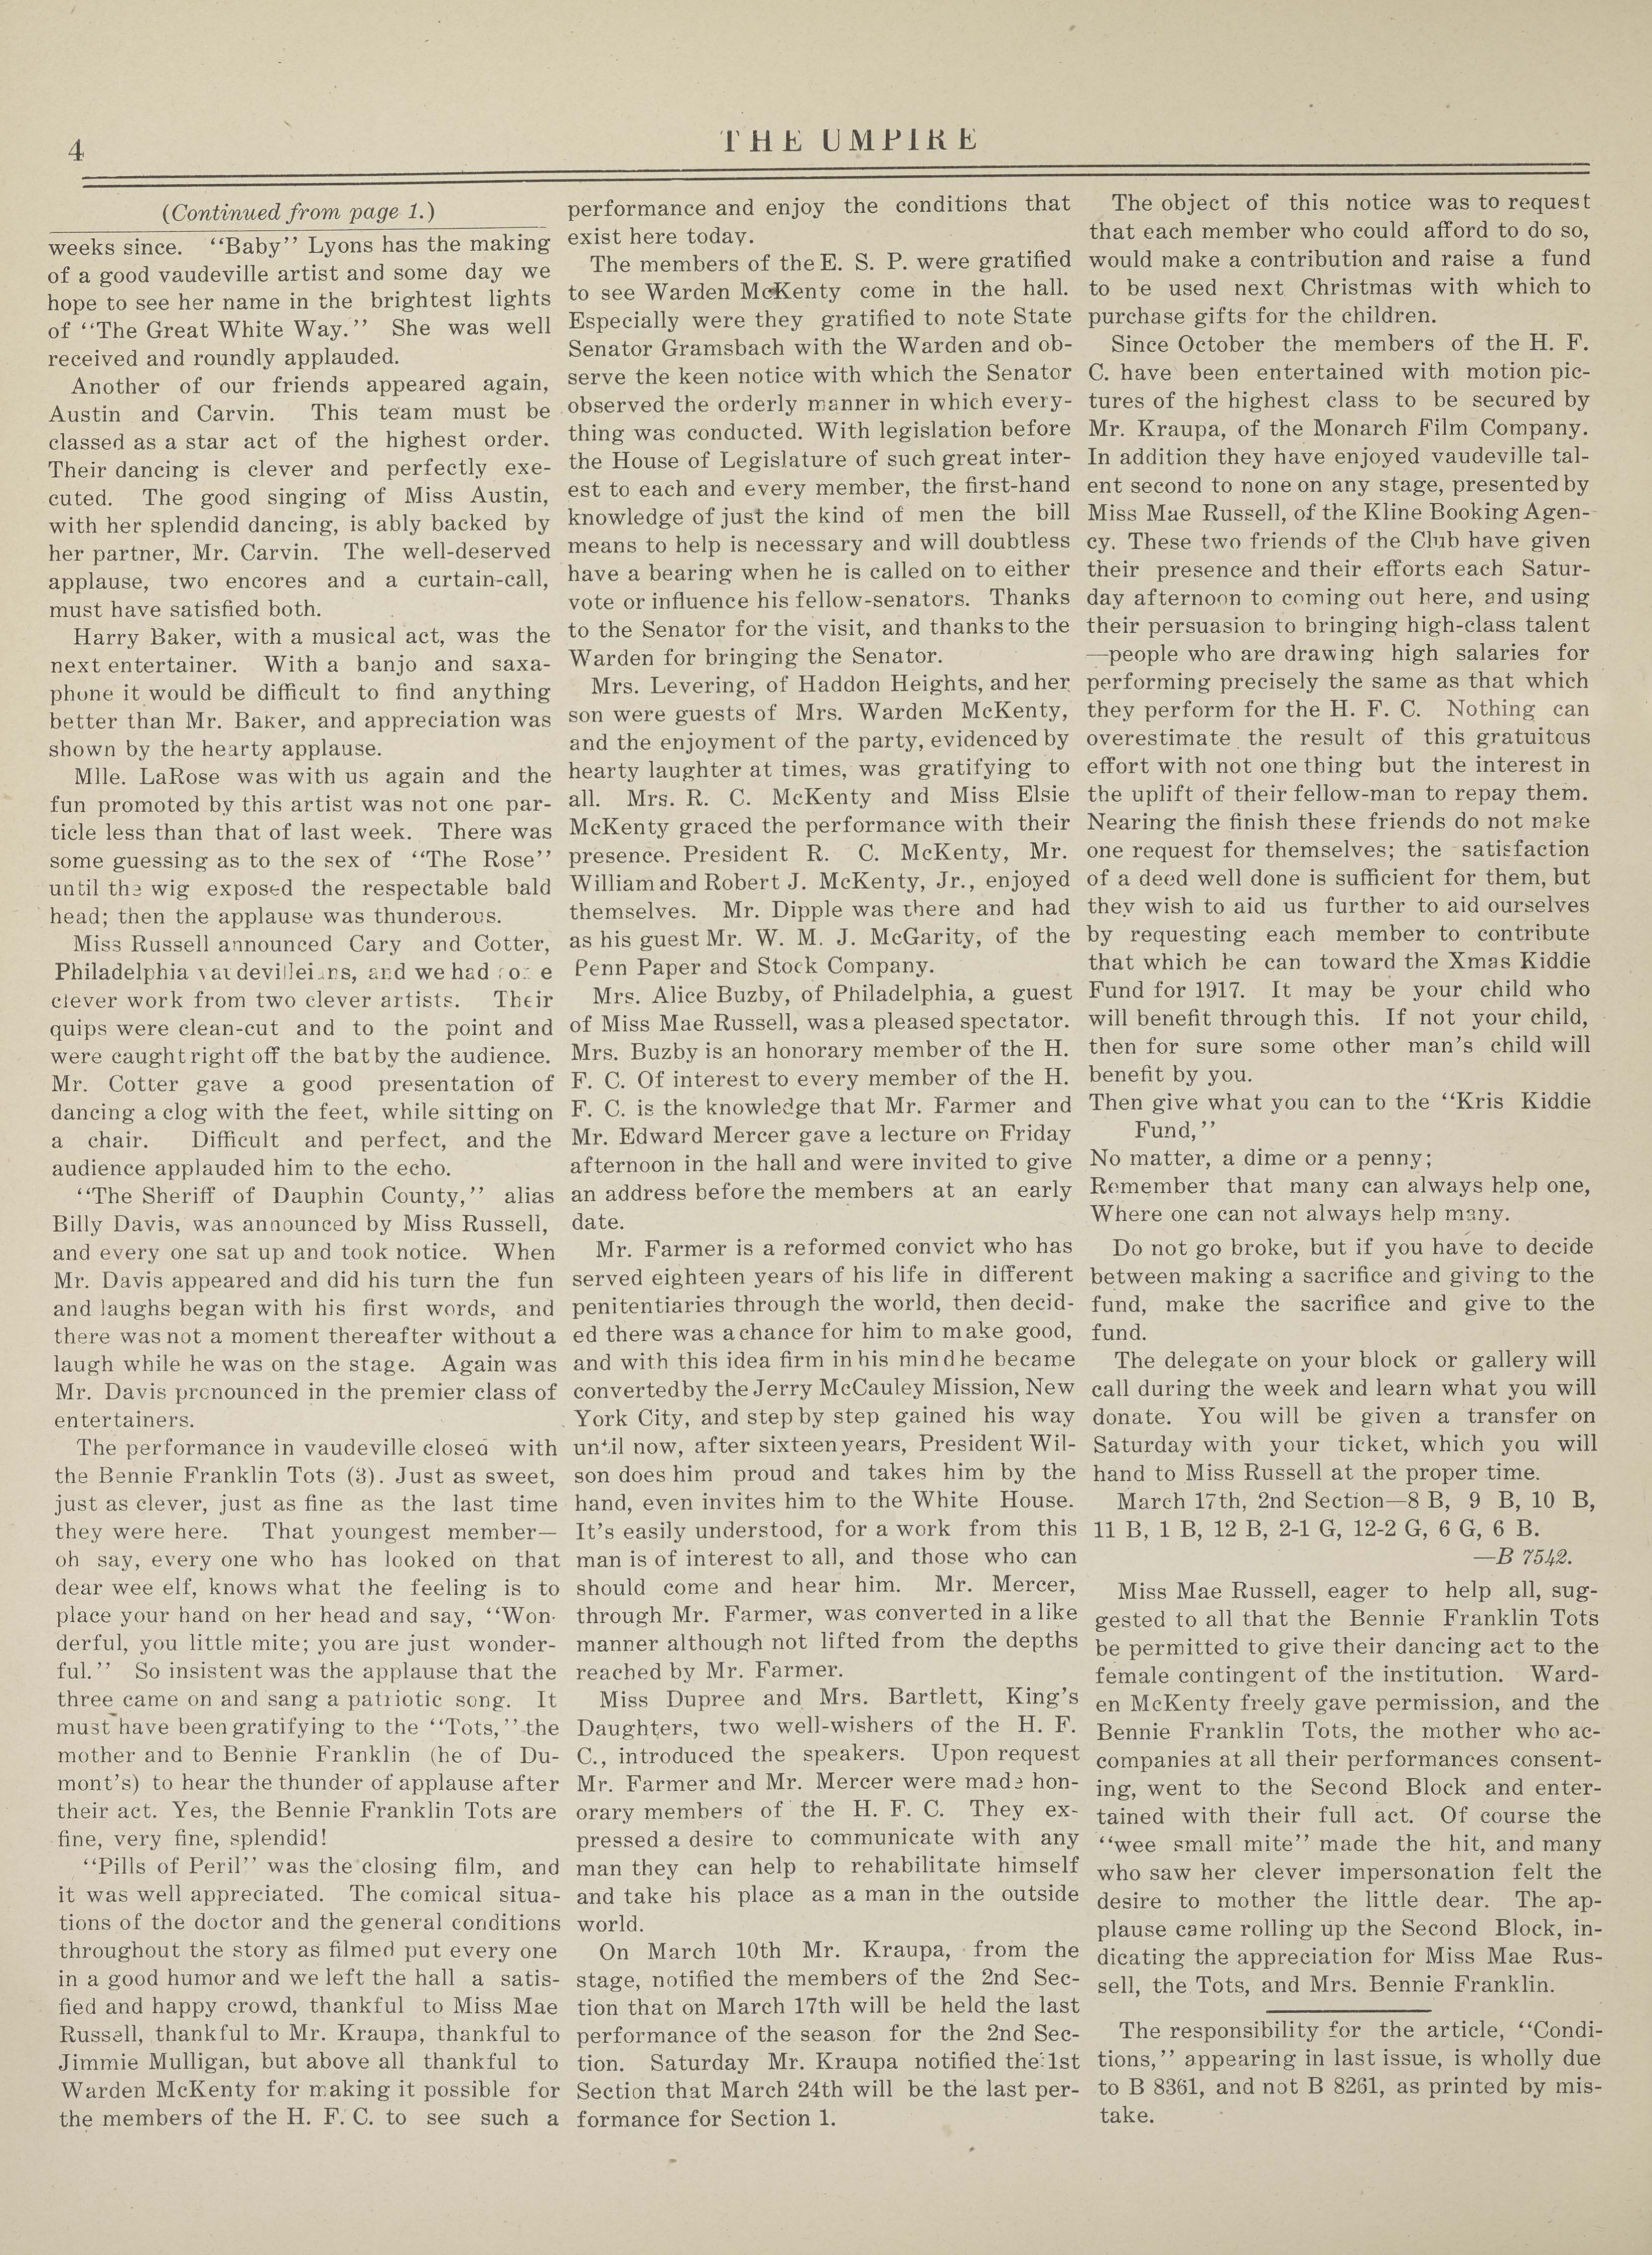 4
THE UMPIRE
(Continued from page 1.)
weeks since. "Baby" Lyons has the making
of a good vaudeville artist and some day we
hope to see her name in the brightest lights
of "The Great White Way." She was well
received and roundly applauded.
Another of our friends appeared again,
Austin and Carvin. This team must be
classed as a star act of the highest order.
Their dancing is clever and perfectly exe-
cuted. The good singing of Miss Austin,
with her splendid dancing, is ably backed by
her partner, Mr. Carvin. The well-deserved
applause, two encores and a curtain-call,
must have satisfied both.
Harry Baker, with a musical act, was the
next entertainer. With a banjo and saxa-
phone it would be difficult to find anything
better than Mr. Baker, and appreciation was
shown by the hearty applause.
Mlle. LaRose was with us again and the
fun promoted by this artist was not one par-
ticle less than that of last week. There was
some guessing as to the sex of "The Rose"
until the wig exposed the respectable bald
head; then the applause was thunderous.
Miss Russell announced Cary and Cotter,
Philadelphia and we had
clever work from two clever artists. Their
quips were clean-cut and to the point and
were caught right off the bat by the audience.
Mr. Cotter gave a good presentation of
dancing a clog with the feet, while sitting on
a chair. Difficult and perfect, and the
audience applauded him to the echo.
"The Sheriff of Dauphin County," alias
Billy Davis, was announced by Miss Russell,
and every one sat up and took notice. When
Mr. Davis appeared and did his turn the fun
and laughs began with his first words, and
there was not a moment thereafter without a
laugh while he was on the stage. Again was
Mr. Davis pronounced in the premier class of
entertainers.
The performance in vaudeville closed with
the Bennie Franklin Tots (3). Just as sweet,
just as clever, just as fine as the last time
they were here. That youngest member—
oh say, every one who has looked on that
dear wee elf, knows what the feeling is to
place your hand on her head and say, "Won-
derful, you little mite; you are just wonder-
ful." So insistent was the applause that the
three came on and sang a patriotic song. It
must have been gratifying to the "Tots," the
mother and to Bennie Franklin (he of Du-
mont's) to hear the thunder of applause after
their act. Yes, the Bennie Franklin Tots are
fine, very fine, splendid!
"Pills of Peril" was the closing film, and
it was well appreciated. The comical situa-
tions of the doctor and the general conditions
throughout the story as filmed put every one
in a good humor and we left the hall a satis-
fied and happy crowd, thankful to Miss Mae
Russell, thankful to Mr. Kraupa, thankful to
Jimmie Mulligan, but above all thankful to
Warden McKenty for making it possible for
the members of the H. F. C. to see such a
performance and enjoy the conditions that
exist here today.
The members of the E. S. P. were gratified
to see Warden McKenty come in the hall.
Especially were they gratified to note State
Senator Gramsbach with the Warden and ob-
serve the keen notice with which the Senator
observed the orderly manner in which every-
thing was conducted. With legislation before
the House of Legislature of such great inter-
est to each and every member, the first-hand
knowledge of just the kind of men the bill
means to help is necessary and will doubtless
have a bearing when he is called on to either
vote or influence his fellow-senators. Thanks
to the Senator for the visit, and thanks to the
Warden for bringing the Senator.
Mrs. Levering, of Haddon Heights, and her
son were guests of Mrs. Warden McKenty,
and the enjoyment of the party, evidenced by
hearty laughter at times, was gratifying to
all. Mrs. R. C. McKenty and Miss Elsie
McKenty graced the performance with their
presence. President R. C. McKenty, Mr.
William and Robert J. McKenty, Jr., enjoyed
themselves. Mr. Dipple was there and had
as his guest Mr. W. M. J. McGarity, of the
Penn Paper and Stock Company.
Mrs. Alice Buzby, of Philadelphia, a guest
of Miss Mae Russell, was a pleased spectator.
Mrs. Buzby is an honorary member of the H.
F. C. Of interest to every member of the H.
F. C. is the knowledge that Mr. Farmer and
Mr. Edward Mercer gave a lecture on Friday
afternoon in the hall and were invited to give
an address before the members at an early
date.
Mr. Farmer is a reformed convict who has
served eighteen years of his life in different
penitentiaries through the world, then decid-
ed there was a chance for him to make good,
and with this idea firm in his mind he became
converted by the Jerry McCauley Mission, New
York City, and step by step gained his way
until now, after sixteen years, President Wil-
son does him proud and takes him by the
hand, even invites him to the White House.
It's easily understood, for a work from this
man is of interest to all, and those who can
should come and hear him. Mr. Mercer,
through Mr. Farmer, was converted in a like
manner although not lifted from the depths
reached by Mr. Farmer.
Miss Dupree and Mrs. Bartlett, King's
Daughters, two well-wishers of the H. F.
C., introduced the speakers. Upon request
Mr. Farmer and Mr. Mercer were made hon-
orary members of the H. F. C. They ex-
pressed a desire to communicate with any
man they can help to rehabilitate himself
and take his place as a man in the outside
world.
On March 10th Mr. Kraupa, from the
stage, notified the members of the 2nd Sec-
tion that on March 17th will be held the last
performance of the season for the 2nd Sec-
tion. Saturday Mr. Kraupa notified the 1st
Section that March 24th will be the last per-
formance for Section 1.
The object of this notice was to request
that each member who could afford to do so,
would make a contribution and raise a fund
to be used next Christmas with which to
purchase gifts for the children.
Since October the members of the H. F.
C. have been entertained with motion pic-
tures of the highest class to be secured by
Mr. Kraupa, of the Monarch Film Company.
In addition they have enjoyed vaudeville tal-
ent second to none on any stage, presented by
Miss Mae Russell, of the Kline Booking Agen-
cy. These two friends of the Club have given
their presence and their efforts each Satur-
day afternoon to coming out here, and using
their persuasion to bringing high-class talent
—people who are drawing high salaries for
performing precisely the same as that which
they perform for the H. F. C. Nothing can
overestimate the result of this gratuitous
effort with not one thing but the interest in
the uplift of their fellow-man to repay them.
Nearing the finish these friends do not make
one request for themselves; the satisfaction
of a deed well done is sufficient for them, but
they wish to aid us further to aid ourselves
by requesting each member to contribute
that which he can toward the Xmas Kiddie
Fund for 1917. It may be your child who
will benefit through this. If not your child,
then for sure some other man's child will
benefit by you.
Then give what you can to the "Kris Kiddie
Fund,"
No matter, a dime or a penny;
Remember that many can always help one,
Where one can not always help many.
Do not go broke, but if you have to decide
between making a sacrifice and giving to the
fund, make the sacrifice and give to the
fund.
The delegate on your block or gallery will
call during the week and learn what you will
donate. You will be given a transfer on
Saturday with your ticket, which you will
hand to Miss Russell at the proper time.
March 17th, 2nd Section—8 B, 9 B, 10 B,
11 B, 1 B, 12 B, 2-1 G, 12-2 G, 6 G, 6 B.
—B 7542.
Miss Mae Russell, eager to help all, sug-
gested to all that the Bennie Franklin Tots
be permitted to give their dancing act to the
female contingent of the institution. Ward-
en McKenty freely gave permission, and the
Bennie Franklin Tots, the mother who ac-
companies at all their performances consent-
ing, went to the Second Block and enter-
tained with their full act. Of course the
"wee small mite" made the hit, and many
who saw her clever impersonation felt the
desire to mother the little dear. The ap-
plause came rolling up the Second Block, in-
dicating the appreciation for Miss Mae Rus-
sell, the Tots, and Mrs. Bennie Franklin.
The responsibility for the article, "Condi-
tions," appearing in last issue, is wholly due
to B 8361, and not B 8261, as printed by mis-
take.